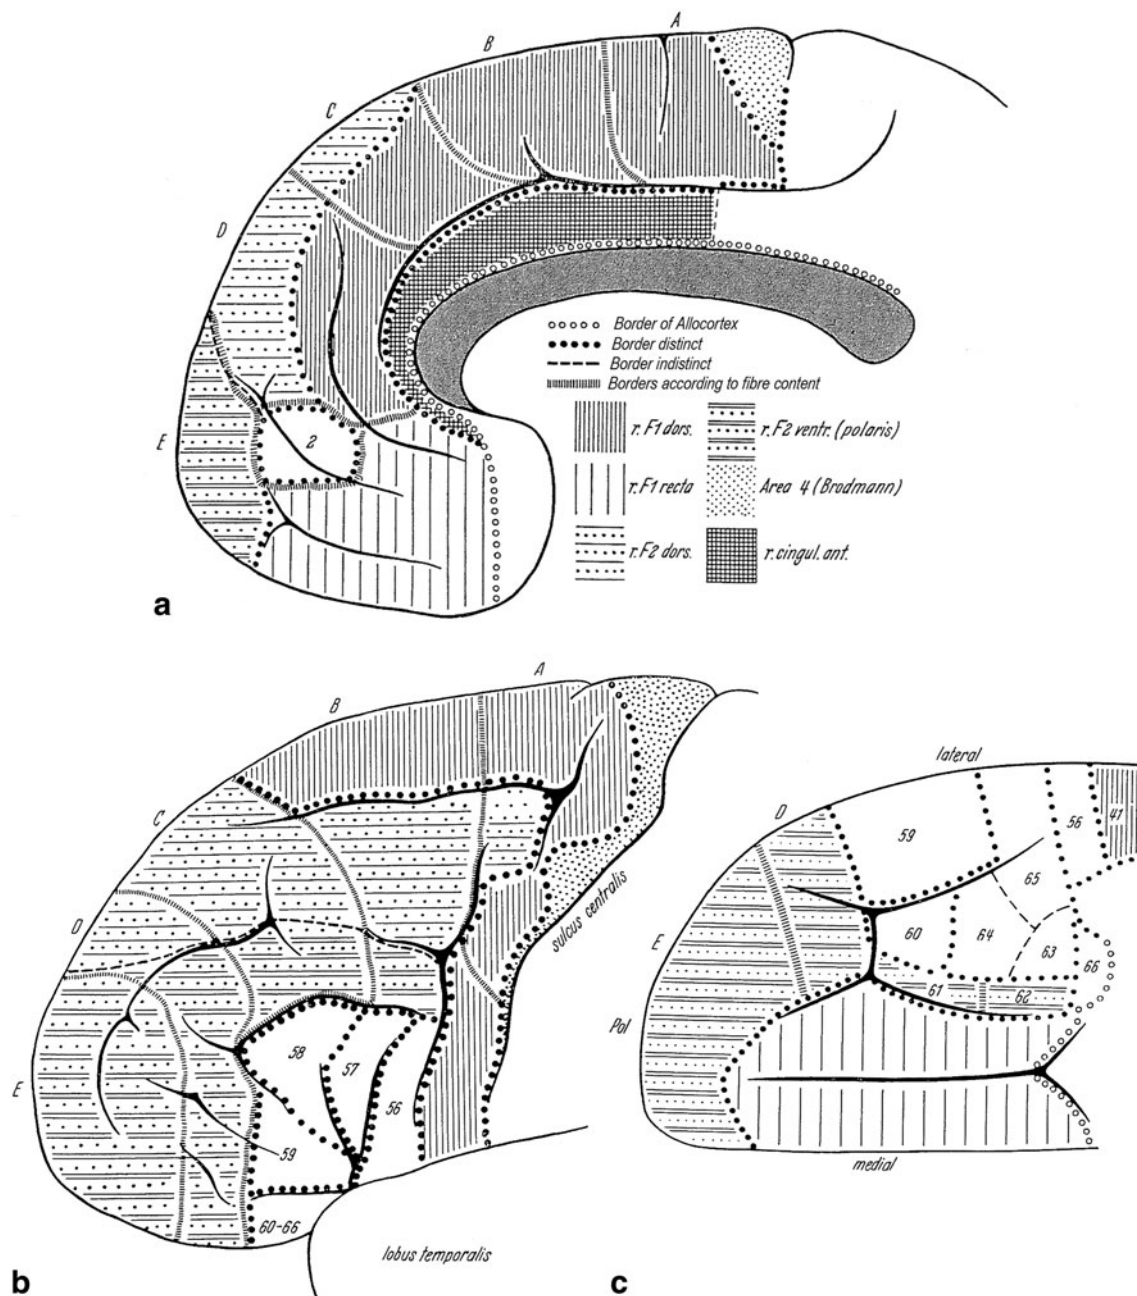 A
B
C
D
E
2
Border of Allocortex
Border distinct
Border indistinct
Borders according to fibre content
r. F1 dors.
r. F2 ventr. (polaris)
r. F1 recta
Area 4 (Brodmann)
r. F2 dors.
r. cingul. ant.
a
A
B
C
D
E
sulcus centralis
58
57
56
59
60-66
lobus temporalis
b
lateral
D
59
56
41
65
E
60
64
63
66
61
62
Pol
medial
c